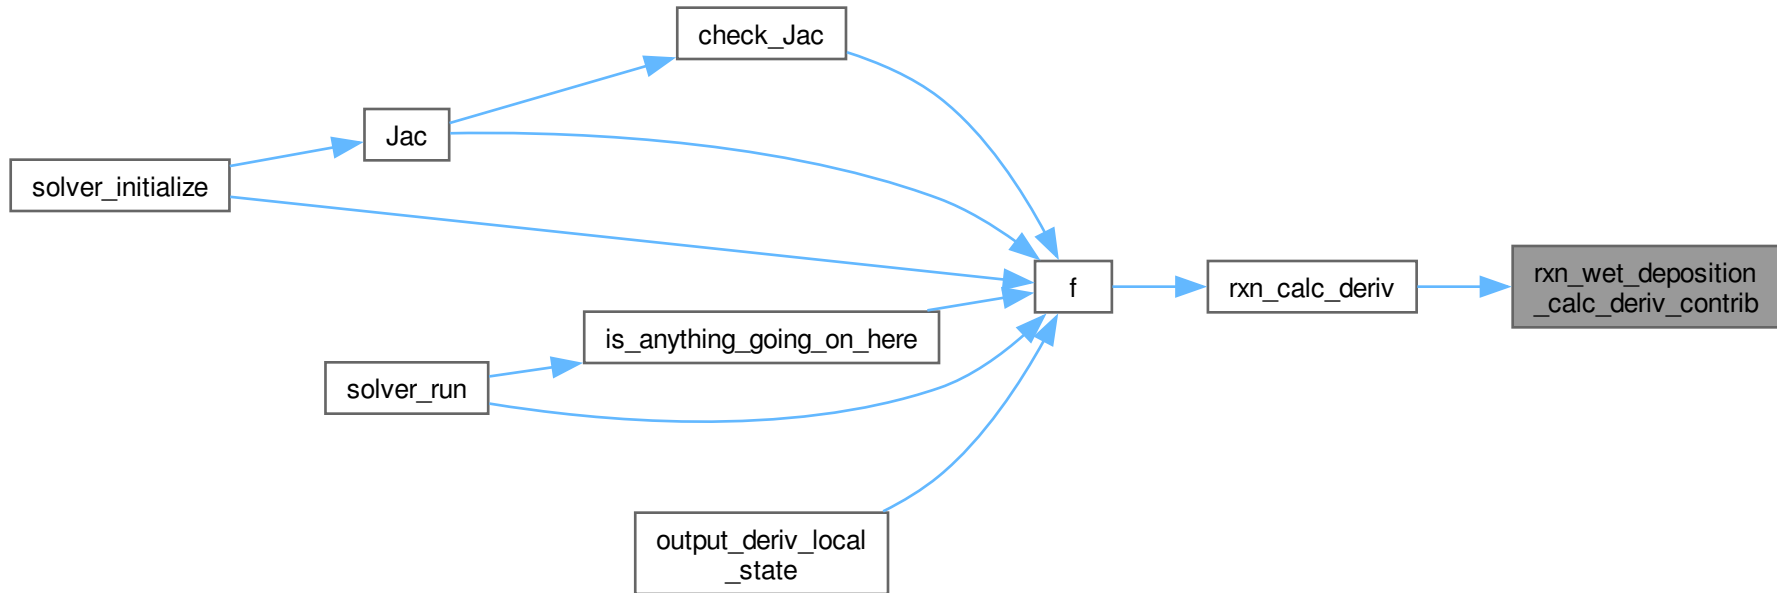 check_Jac
Jac
solver_initialize
f
rxn_calc_deriv
rxn_wet_deposition
_calc_deriv_contrib
is_anything_going_on_here
solver_run
output_deriv_local
_state